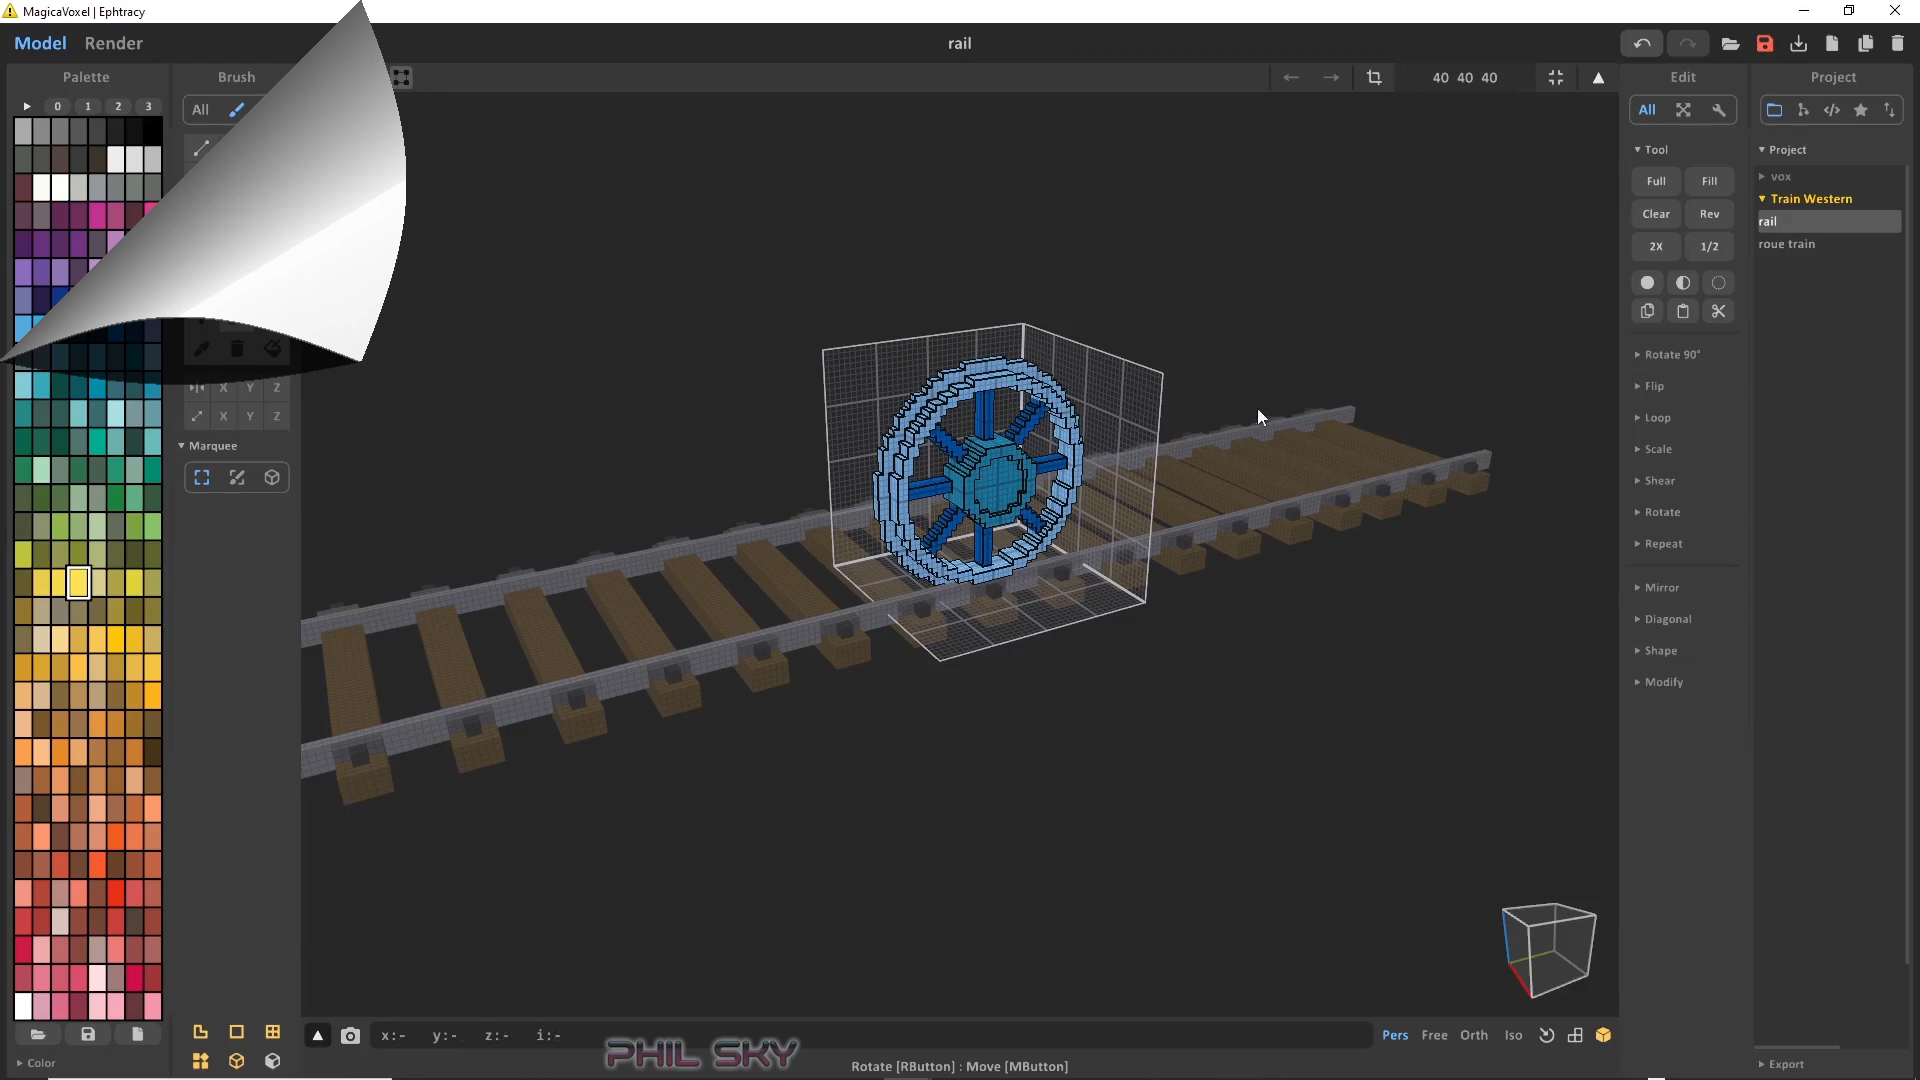 MagicaVoxel | Ephtracy
Model Render
rail
Palette
Brush
40 40 40
Edit
Project
0 1 2 3
All
All
Tool
Project
vox
Full Fill
Train Western
Clear Rev
rail
2X 1/2
roue train
Rotate 90°
Flip
X Y Z
X Y Z
Loop
Marquee
Scale
Shear
Rotate
Repeat
Mirror
Diagonal
Shape
Modify
x:- y:- z:- i:-
Pers Free Orth Iso
PHIL SKY
Color
Rotate [RButton] : Move [MButton]
Export